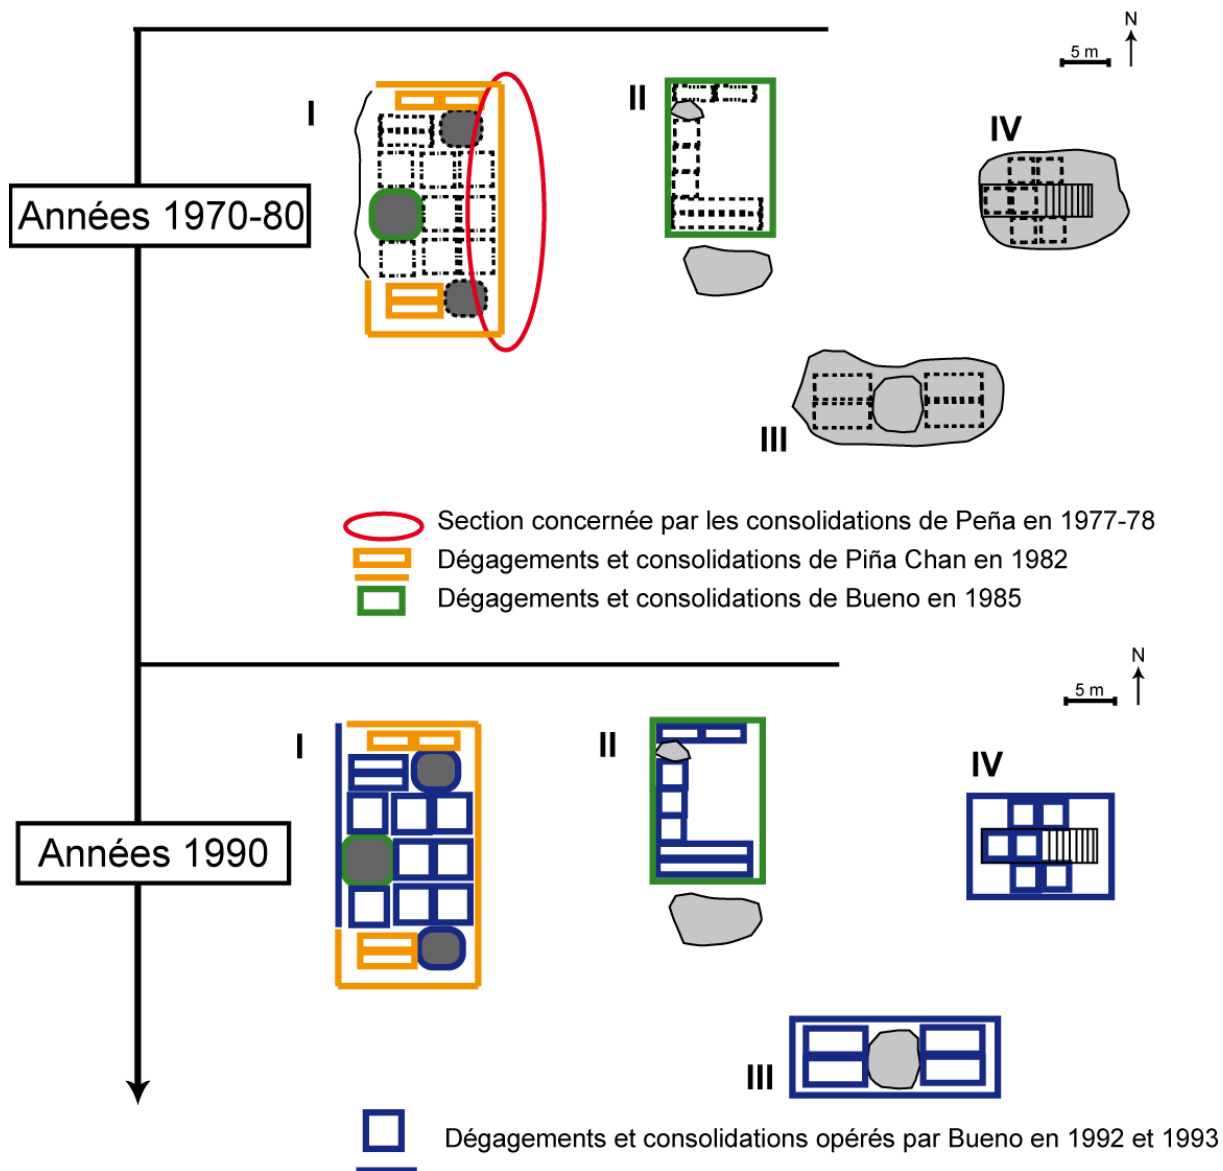 N
5 m
I
II
IV
Années 1970-80
III
Section concernée par les consolidations de Peña en 1977-78
Dégagements et consolidations de Piña Chan en 1982
Dégagements et consolidations de Bueno en 1985
N
5 m
I
II
IV
Années 1990
III
Dégagements et consolidations opérés par Bueno en 1992 et 1993